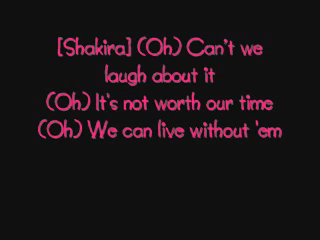 [Shakira] (Oh) Can't we
laugh about it
(Oh) It's not worth our time
(Oh) We can live without 'em